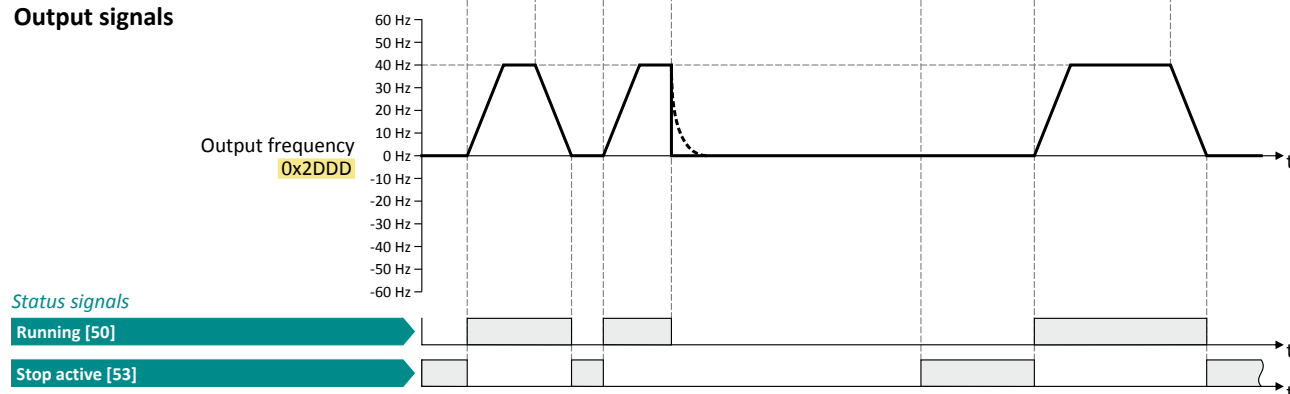 Output signals
60 Hz
50 Hz
40 Hz
30 Hz
20 Hz
10 Hz
0 Hz
-10 Hz
-20 Hz
-30 Hz
-40 Hz
-50 Hz
-60 Hz
Output frequency
0x2DDD
t
Status signals
Running [50]
t
Stop active [53]
t